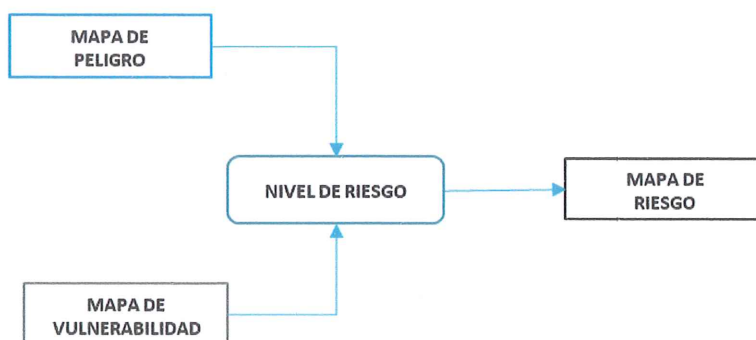 MAPA DE
PELIGRO
NIVEL DE RIESGO
MAPA DE
RIESGO
MAPA DE
VULNERABILIDAD